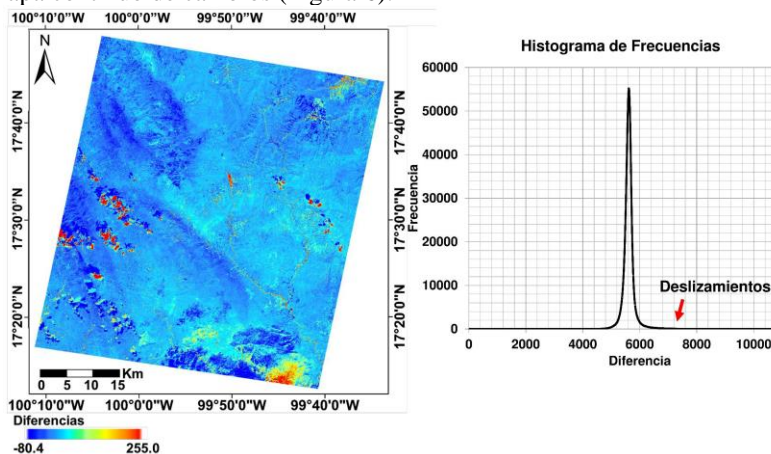 100°10'0"W 100°0'0"W 99°50'0"W 99°40'0"W
N
17°40'0"N
17°30'0"N
17°20'0"N
17°40'0"N
17°30'0"N
17°20'0"N
0 5 10 15 Km
100°10'0"W 100°0'0"W 99°50'0"W 99°40'0"W
Diferencias
-80.4 255.0
Histograma de Frecuencias
Frecuencia
60000
50000
40000
30000
20000
10000
0
Deslizamientos
0 2000 4000 6000 8000 10000
Diferencia